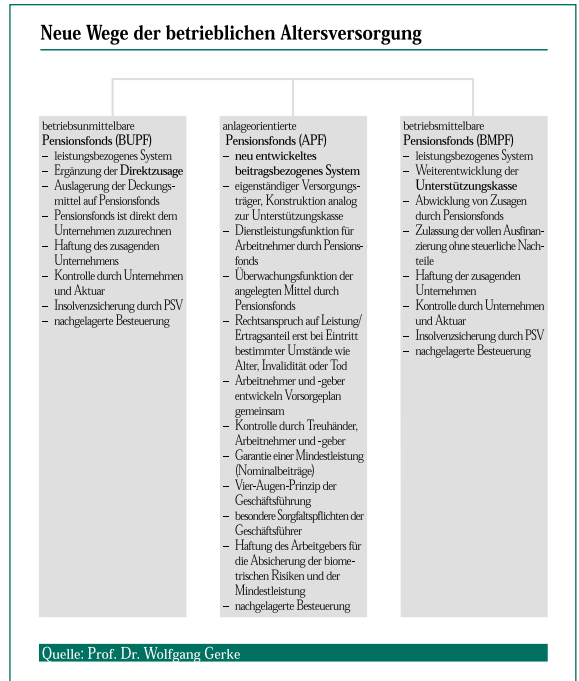 Neue Wege der betrieblichen Altersversorgung
betriebsunmittelbare
Pensionsfonds (BUPF)
– leistungsbezogenes System
– Ergänzung der Direktzusage
– Auslagerung der Deckungs-
mittel auf Pensionsfonds
– Pensionsfonds ist direkt dem
Unternehmen zuzurechnen
– Haftung des zusagenden
Unternehmens
– Kontrolle durch Unternehmen
und Aktuar
– Insolvenzsicherung durch PSV
– nachgelagerte Besteuerung
anlageorientierte
Pensionsfonds (APF)
– neu entwickeltes
beitragsbezogenes System
– eigenständiger Versorgungs-
träger, Konstruktion analog
zur Unterstützungskasse
– Dienstleistungsfunktion für
Arbeitnehmer durch Pensions-
fonds
– Überwachungsfunktion der
angelegten Mittel durch
Pensionsfonds
– Rechtsanspruch auf Leistung/
Ertragsanteil erst bei Eintritt
bestimmter Umstände wie
Alter, Invalidität oder Tod
– Arbeitnehmer und -geber
entwickeln Vorsorgeplan
gemeinsam
– Kontrolle durch Treuhänder,
Arbeitnehmer und -geber
– Garantie einer Mindestleistung
(Nominalbeiträge)
– Vier-Augen-Prinzip der
Geschäftsführung
– besondere Sorgfaltspflichten der
Geschäftsführer
– Haftung des Arbeitgebers für
die Absicherung der biome-
trischen Risiken und der
Mindestleistung
– nachgelagerte Besteuerung
betriebsmittelbare
Pensionsfonds (BMPF)
– leistungsbezogenes System
– Weiterentwicklung der
Unterstützungskasse
– Abwicklung von Zusagen
durch Pensionsfonds
– Zulassung der vollen Ausfinan-
zierung ohne steuerliche Nach-
teile
– Haftung der zusagenden
Unternehmen
– Kontrolle durch Unternehmen
und Aktuar
– Insolvenzsicherung durch PSV
– nachgelagerte Besteuerung
Quelle: Prof. Dr. Wolfgang Gerke